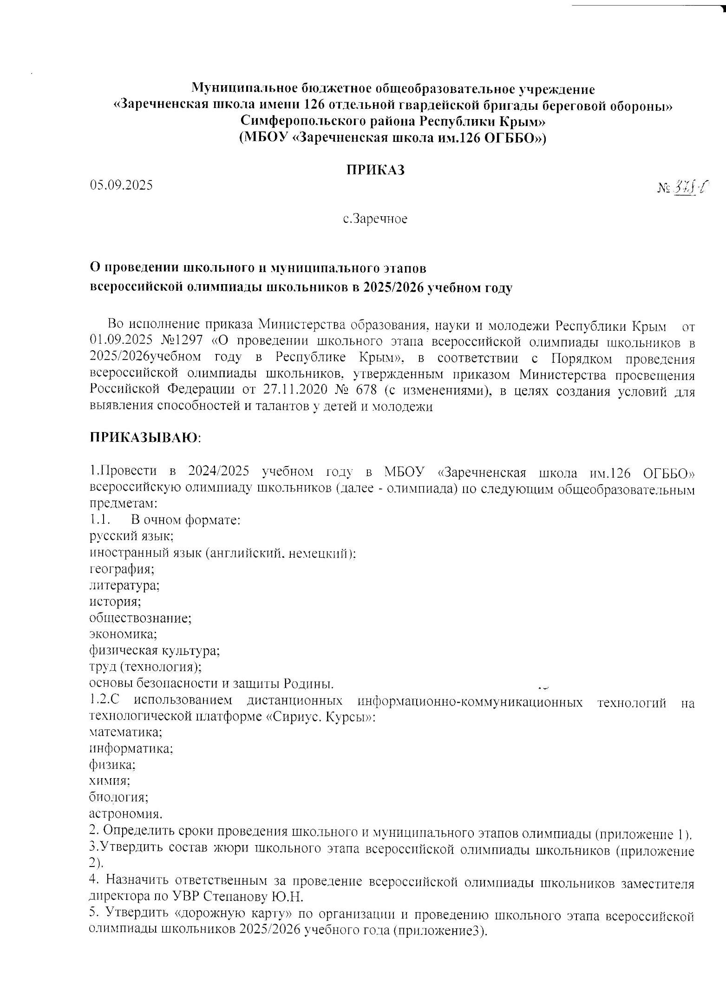 Муниципальное бюджетное общеобразовательное учреждение
«Заречненская школа имени 126 отдельной гвардейской бригады береговой обороны»
Симферопольского района Республики Крым»
(МБОУ «Заречненская школа им.126 ОГББО»)
ПРИКАЗ
05.09.2025
№
с.Заречное
О проведении школьного и муниципального этапов
всероссийской олимпиады школьников в 2025/2026 учебном году
Во исполнение приказа Министерства образования, науки и молодежи Республики Крым от
01.09.2025 №1297 «О проведении школьного этапа всероссийской олимпиады школьников в
2025/2026учебном году в Республике Крым», в соответствии с Порядком проведения
всероссийской олимпиады школьников, утвержденным приказом Министерства просвещения
Российской Федерации от 27.11.2020 № 678 (с изменениями), в целях создания условий для
выявления способностей и талантов у детей и молодежи
ПРИКАЗЫВАЮ:
1.Провести в 2024/2025 учебном году в МБОУ «Заречненская школа им.126 ОГББО»
всероссийскую олимпиаду школьников (далее - олимпиада) по следующим общеобразовательным
предметам:
1.1. В очном формате:
русский язык;
иностранный язык (английский, немецкий);
география;
литература;
история;
обществознание;
экономика;
физическая культура;
труд (технология);
основы безопасности и защиты Родины.
1.2.С использованием дистанционных информационно-коммуникационных технологий на
технологической платформе «Сириус. Курсы»:
математика;
информатика;
физика;
химия;
биология;
астрономия.
2. Определить сроки проведения школьного и муниципального этапов олимпиады (приложение 1).
3.Утвердить состав жюри школьного этапа всероссийской олимпиады школьников (приложение
2).
4. Назначить ответственным за проведение всероссийской олимпиады школьников заместителя
директора по УВР Степанову Ю.Н.
5. Утвердить «дорожную карту» по организации и проведению школьного этапа всероссийской
олимпиады школьников 2025/2026 учебного года (приложение3).